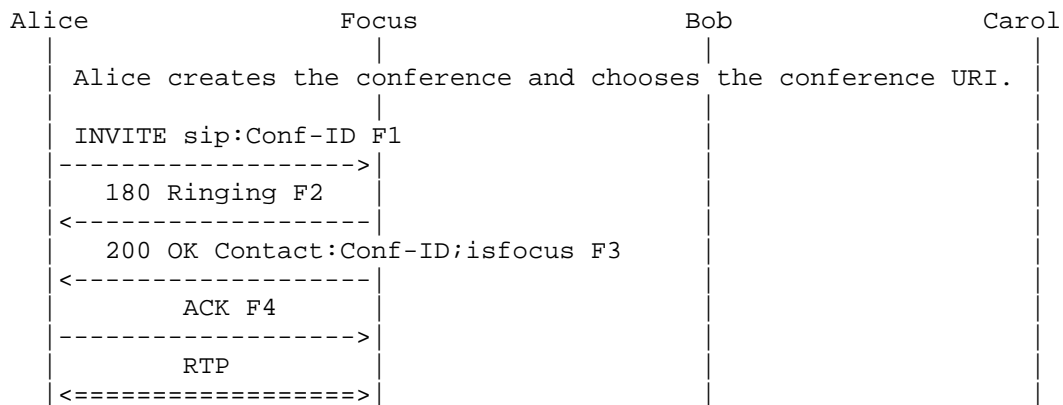 Alice Focus Bob Carol
Alice creates the conference and chooses the conference URI.
INVITE sip:Conf-ID F1
180 Ringing F2
200 OK Contact:Conf-ID;isfocus F3
ACK F4
RTP